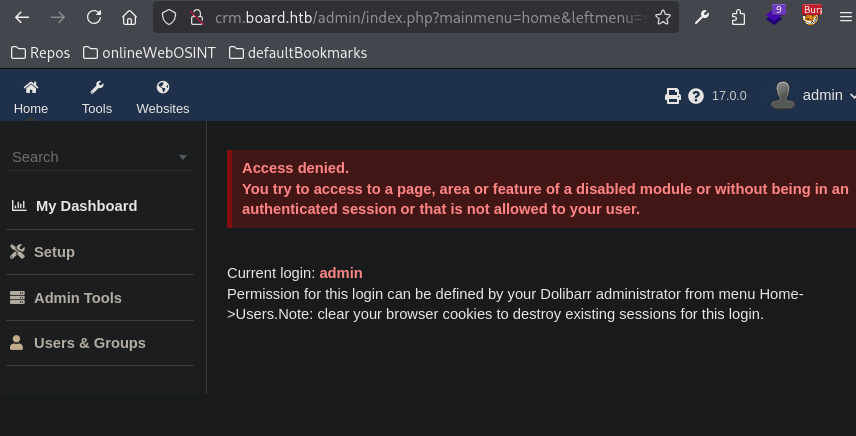 9
Burp
crm.board.htb/admin/index.php?mainmenu=home&leftmenu=s
Repos onlineWebOSINT defaultBookmarks
Home Tools Websites
17.0.0 admin
Search
My Dashboard
Setup
Admin Tools
Users & Groups
Access denied.
You try to access to a page, area or feature of a disabled module or without being in an
authenticated session or that is not allowed to your user.
Current login: admin
Permission for this login can be defined by your Dolibarr administrator from menu Home-
>Users.Note: clear your browser cookies to destroy existing sessions for this login.